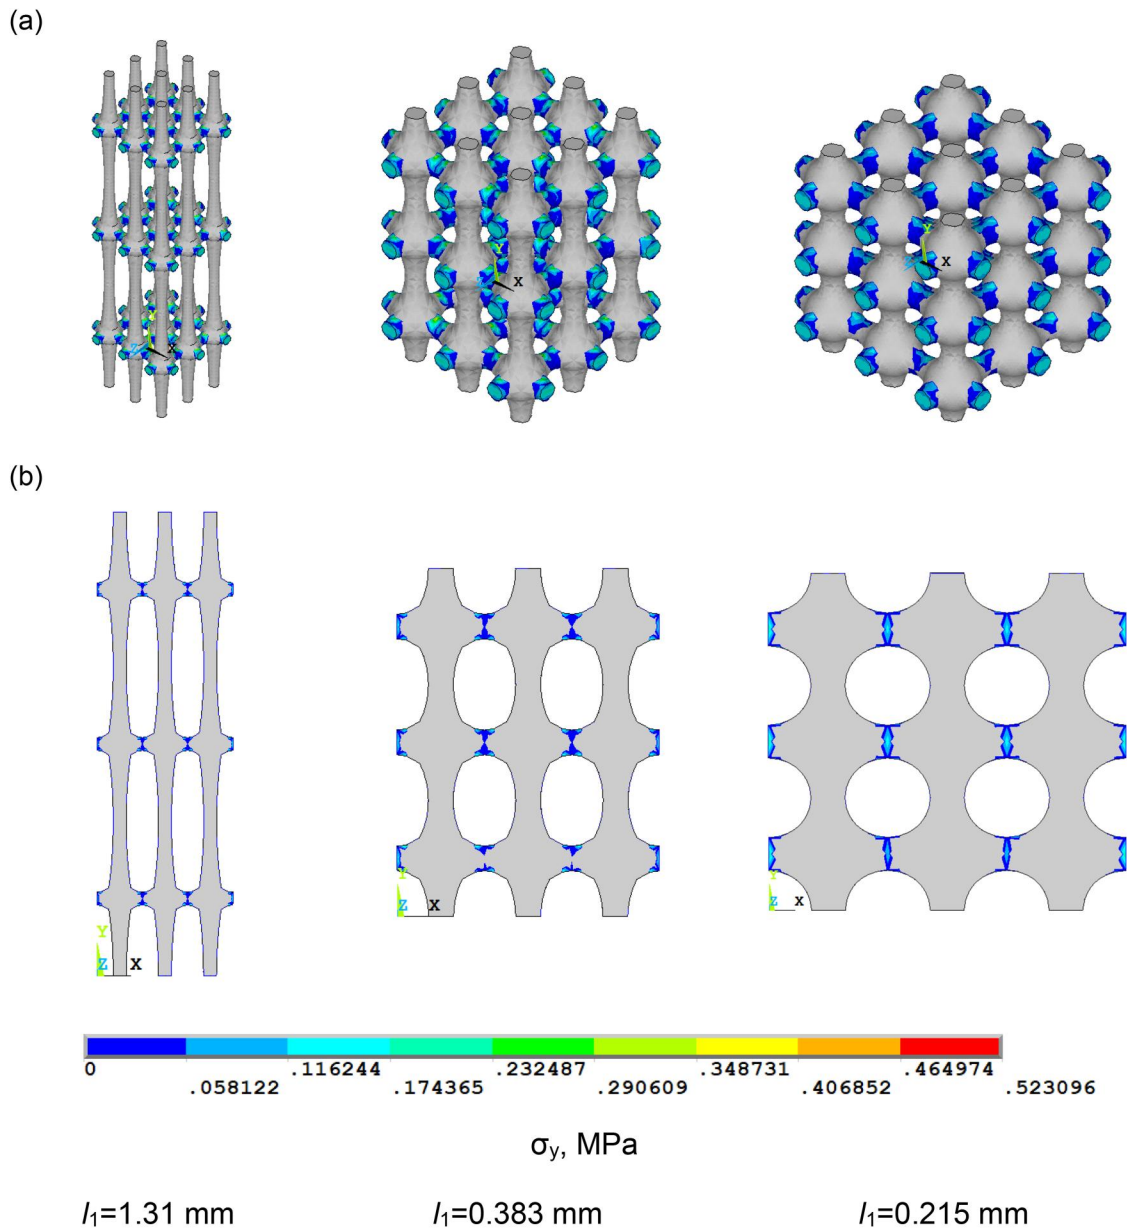 (a)
Y
Z
X
Y
Z
X
Y
Z
X
(b)
Y
Z
X
Y
Z
X
Y
Z
X
0 .116244 .232487 .348731 .464974
.058122 .174365 .290609 .406852 .523096
σy, MPa
l1=1.31 mm l1=0.383 mm l1=0.215 mm